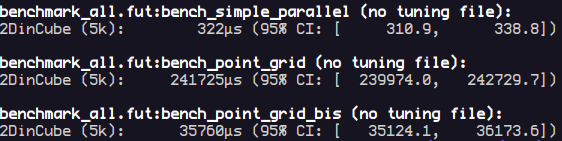 benchmark_all.fut:bench_simple_parallel (no tuning file):
2DinCube (5k):        322μs (95% CI: [     310.9,      338.8])
benchmark_all.fut:bench_point_grid (no tuning file):
2DinCube (5k):     241725μs (95% CI: [  239974.0,   242729.7])
benchmark_all.fut:bench_point_grid_bis (no tuning file):
2DinCube (5k):      35760μs (95% CI: [   35124.1,    36173.6])